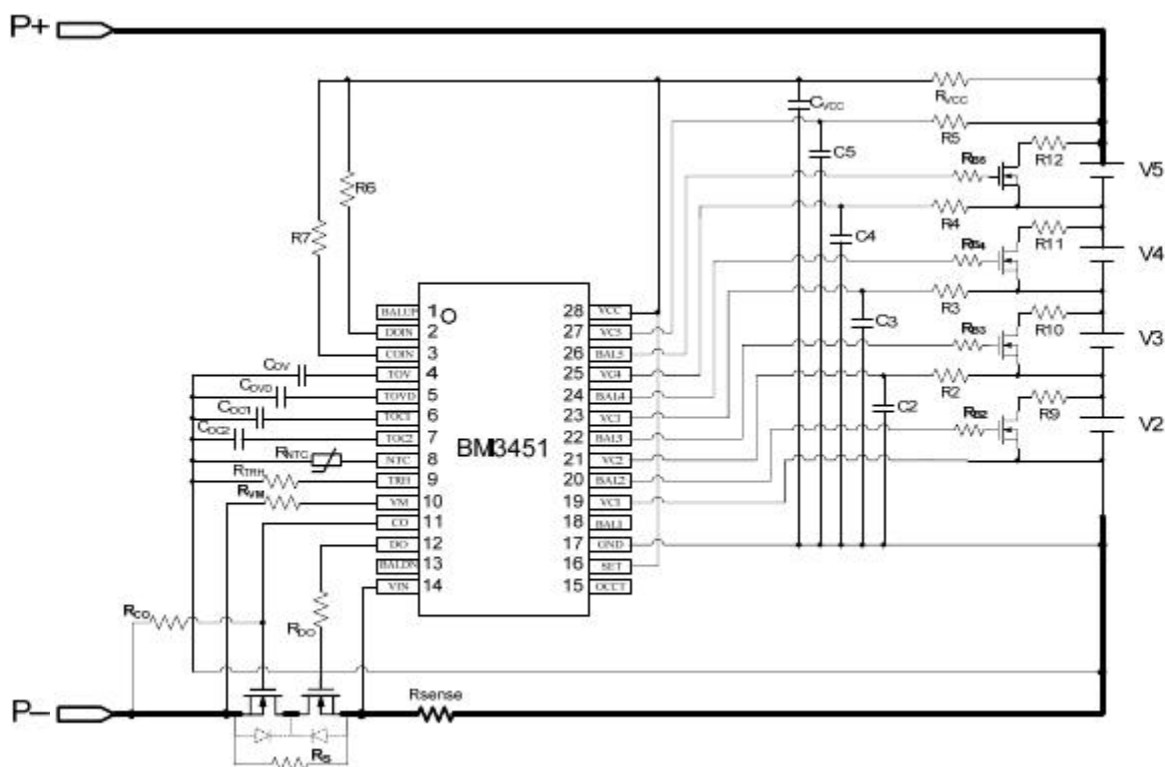 P+
RVCC
CVCC
R5
C5
RB5
R12
V5
R6
R4
C4
R7
RB4
R11
V4
R3
C3
RB3
R10
V3
R2
C2
RB2
R9
V2
BM3451
BALUP 1
DOIN 2
COIN 3
COV TOV 4
COVD TOVD 5
COC1 TOC1 6
COC2 TOC2 7
RNTC NTC 8
RTRH TRH 9
RVM VM 10
CO 11
DO 12
BALDN 13
VIN 14
28 VCC
27 VC5
26 BAL5
25 VC4
24 BAL4
23 VC3
22 BAL3
21 VC2
20 BAL2
19 VC1
18 BAL1
17 GND
16 SET
15 OCCT
RCO
RDO
P–
Rsense
RS